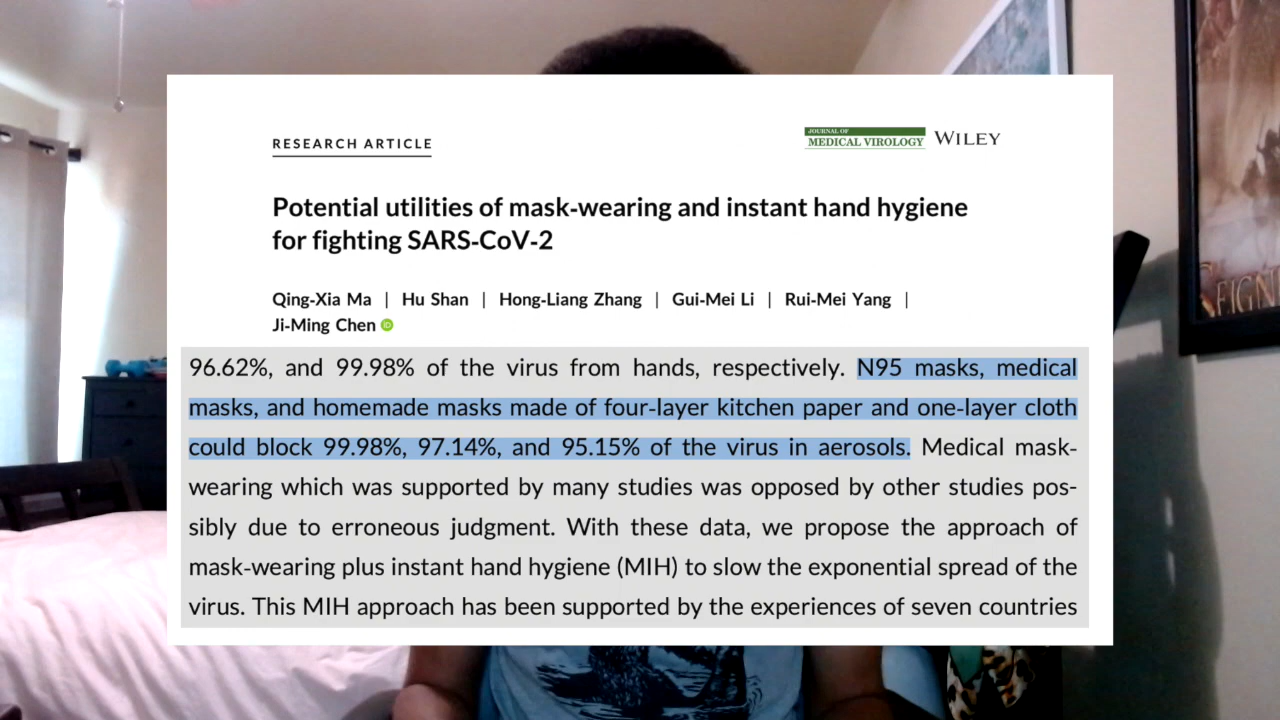 RESEARCH ARTICLE
JOURNAL OF
MEDICAL VIROLOGY WILEY
Potential utilities of mask-wearing and instant hand hygiene
for fighting SARS-CoV-2
Qing-Xia Ma | Hu Shan | Hong-Liang Zhang | Gui-Mei Li | Rui-Mei Yang |
Ji-Ming Chen iD
96.62%, and 99.98% of the virus from hands, respectively. N95 masks, medical
masks, and homemade masks made of four-layer kitchen paper and one-layer cloth
could block 99.98%, 97.14%, and 95.15% of the virus in aerosols. Medical mask-
wearing which was supported by many studies was opposed by other studies pos-
sibly due to erroneous judgment. With these data, we propose the approach of
mask-wearing plus instant hand hygiene (MIH) to slow the exponential spread of the
virus. This MIH approach has been supported by the experiences of seven countries